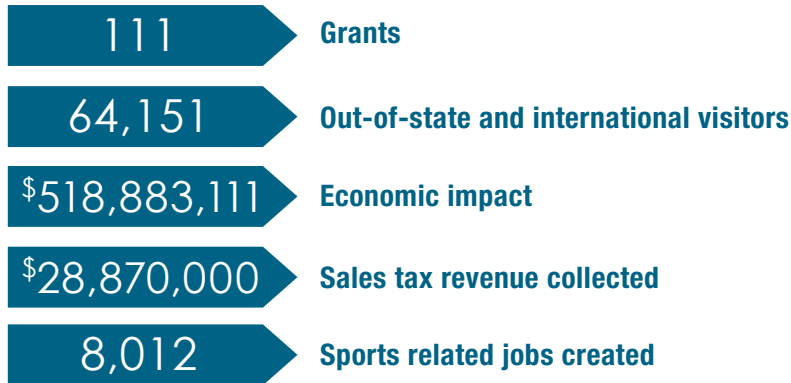 111 Grants
64,151 Out-of-state and international visitors
$518,883,111 Economic impact
$28,870,000 Sales tax revenue collected
8,012 Sports related jobs created